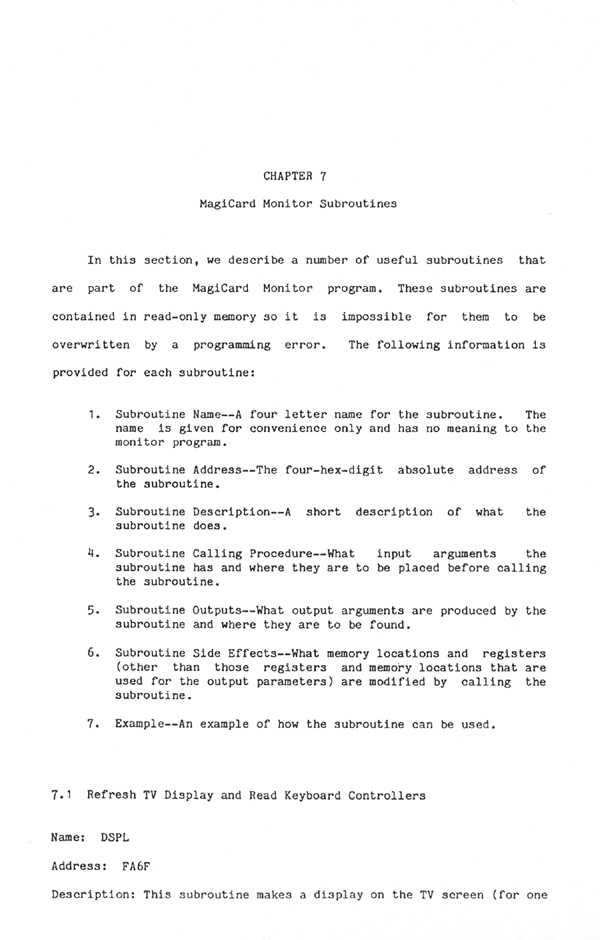 CHAPTER 7
MagiCard Monitor Subroutines
In this section, we describe a number of useful subroutines that
are part of the MagiCard Monitor program. These subroutines are
contained in read-only memory so it is impossible for them to be
overwritten by a programming error. The following information is
provided for each subroutine:
1. Subroutine Name--A four letter name for the subroutine. The
name is given for convenience only and has no meaning to the
monitor program.
2. Subroutine Address--The four-hex-digit absolute address of
the subroutine.
3. Subroutine Description--A short description of what the
subroutine does.
4. Subroutine Calling Procedure--What input arguments the
subroutine has and where they are to be placed before calling
the subroutine.
5. Subroutine Outputs--What output arguments are produced by the
subroutine and where they are to be found.
6. Subroutine Side Effects--What memory locations and registers
(other than those registers and memory locations that are
used for the output parameters) are modified by calling the
subroutine.
7. Example--An example of how the subroutine can be used.
7.1 Refresh TV Display and Read Keyboard Controllers
Name: DSPL
Address: FA6F
Description: This subroutine makes a display on the TV screen (for one